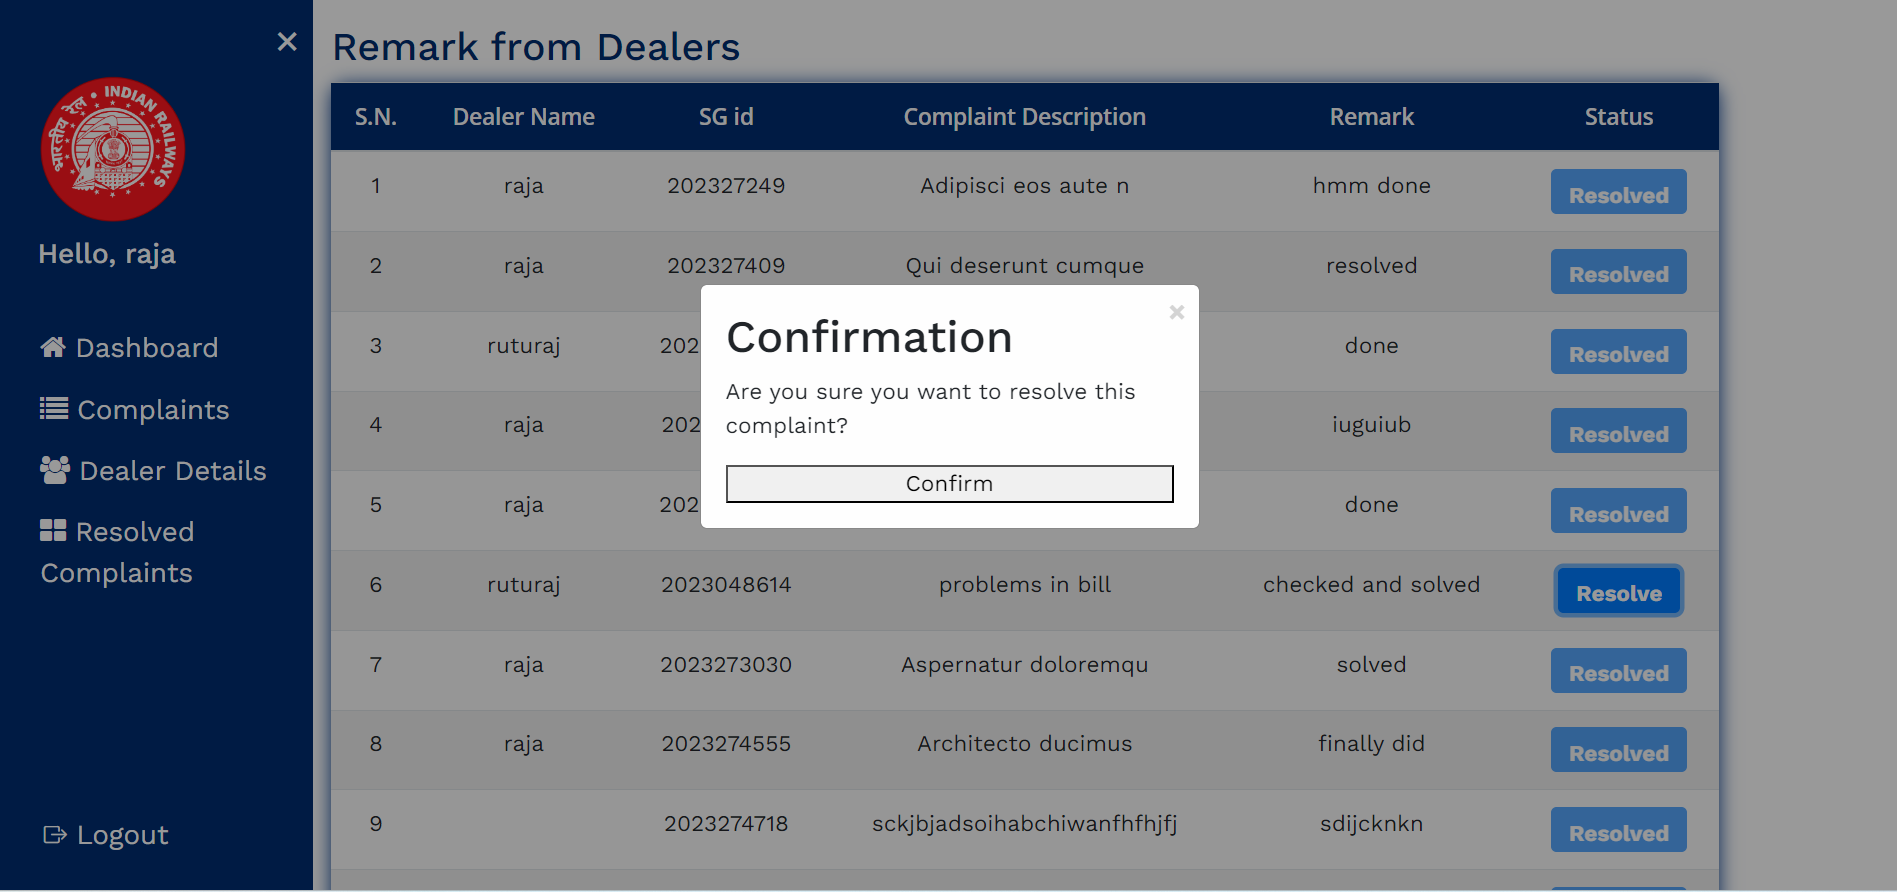 ×
भारतीय रेल • INDIAN RAILWAYS
Hello, raja
Dashboard
Complaints
Dealer Details
Resolved
Complaints
Logout
Remark from Dealers
S.N. Dealer Name SG id Complaint Description Remark Status
1 raja 202327249 Adipisci eos aute n hmm done Resolved
2 raja 202327409 Qui deserunt cumque resolved Resolved
3 ruturaj 202 done Resolved
4 raja 202 iuguiub Resolved
5 raja 202 done Resolved
6 ruturaj 2023048614 problems in bill checked and solved Resolve
7 raja 2023273030 Aspernatur doloremqu solved Resolved
8 raja 2023274555 Architecto ducimus finally did Resolved
9 2023274718 sckjbjadsoihabchiwanfhfhjfj sdijcknkn Resolved
×
Confirmation
Are you sure you want to resolve this
complaint?
Confirm